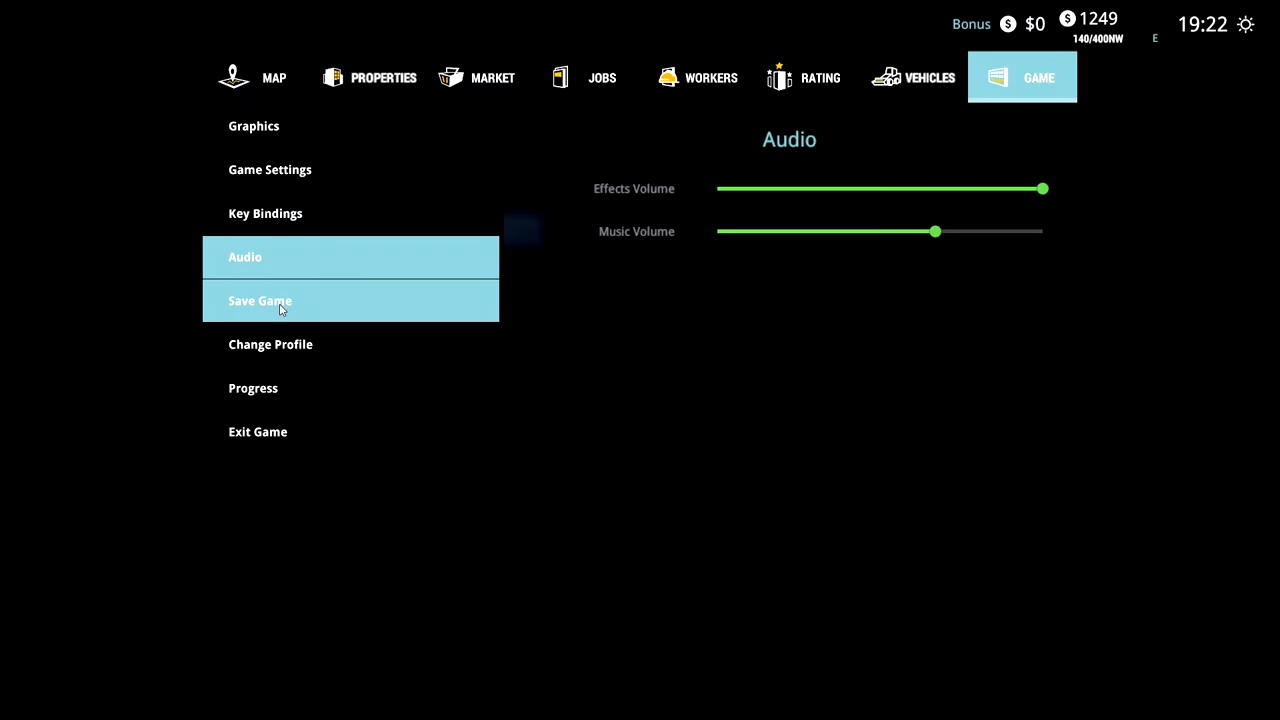 Bonus $ $0 $ 1249 19:22
140/400NW E
MAP PROPERTIES MARKET JOBS WORKERS RATING VEHICLES GAME
Graphics
Game Settings
Key Bindings
Audio
Save Game
Change Profile
Progress
Exit Game
Audio
Effects Volume
Music Volume